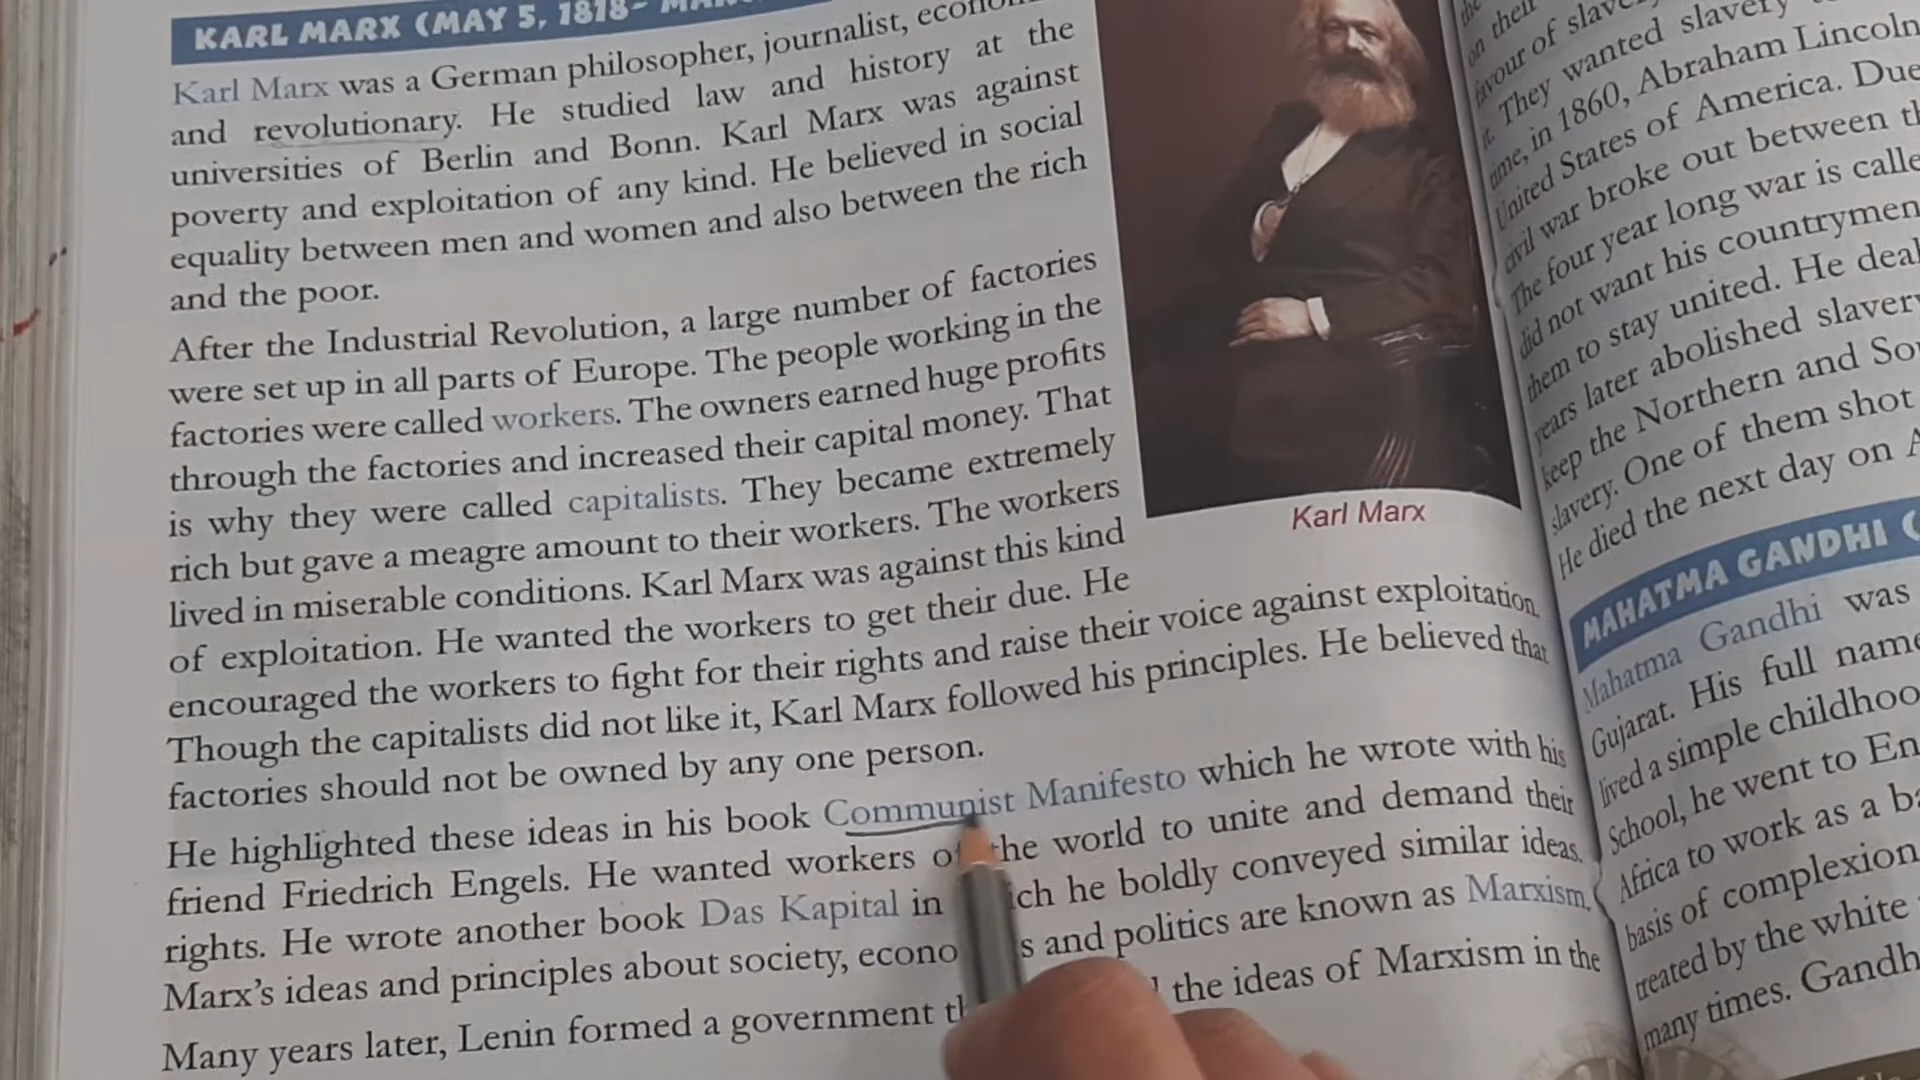 KARL MARX (MAY 5, 1818-
Karl Marx was a German philosopher, journalist,
and revolutionary. He studied law and history at the
universities of Berlin and Bonn. Karl Marx was against
poverty and exploitation of any kind. He believed in social
equality between men and women and also between the rich
and the poor.
After the Industrial Revolution, a large number of factories
were set up in all parts of Europe. The people working in the
factories were called workers. The owners earned huge profits
through the factories and increased their capital money. That
is why they were called capitalists. They became extremely
rich but gave a meagre amount to their workers. The workers
lived in miserable conditions. Karl Marx was against this kind
of exploitation. He wanted the workers to get their due. He
encouraged the workers to fight for their rights and raise their voice against exploitation.
Though the capitalists did not like it, Karl Marx followed his principles. He believed that
factories should not be owned by any one person.
He highlighted these ideas in his book Communist Manifesto which he wrote with his
friend Friedrich Engels. He wanted workers the world to unite and demand their
rights. He wrote another book Das Kapital in he boldly conveyed similar ideas.
Marx's ideas and principles about society, and politics are known as Marxism.
Many years later, Lenin formed a government the ideas of Marxism in the
Karl Marx
on their
favour of
They wanted slavery
time, in 1860, Abraham Lincoln
United States of America. Due
civil war broke out between
The four year long war is
did not want his countrymen
them to stay united. He
years later abolished slavery
keep the Northern and
slavery. One of them shot
He died the next day on
MAHATMA GANDHI (
Mahatma Gandhi was
Gujarat. His full name
lived a simple
School, he went to
Africa to work as a
basis of complexion
treated by the white
many times.